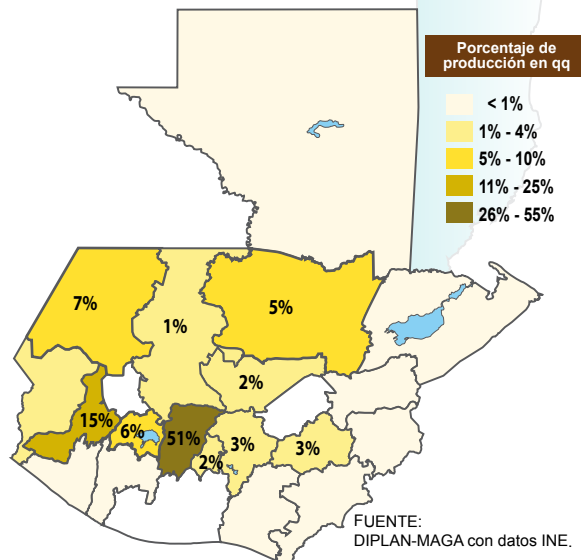 Porcentaje de
producción en qq
< 1%
1% - 4%
5% - 10%
11% - 25%
26% - 55%
7%
1%
5%
2%
15%
6%
51%
3%
3%
2%
FUENTE:
DIPLAN-MAGA con datos INE.